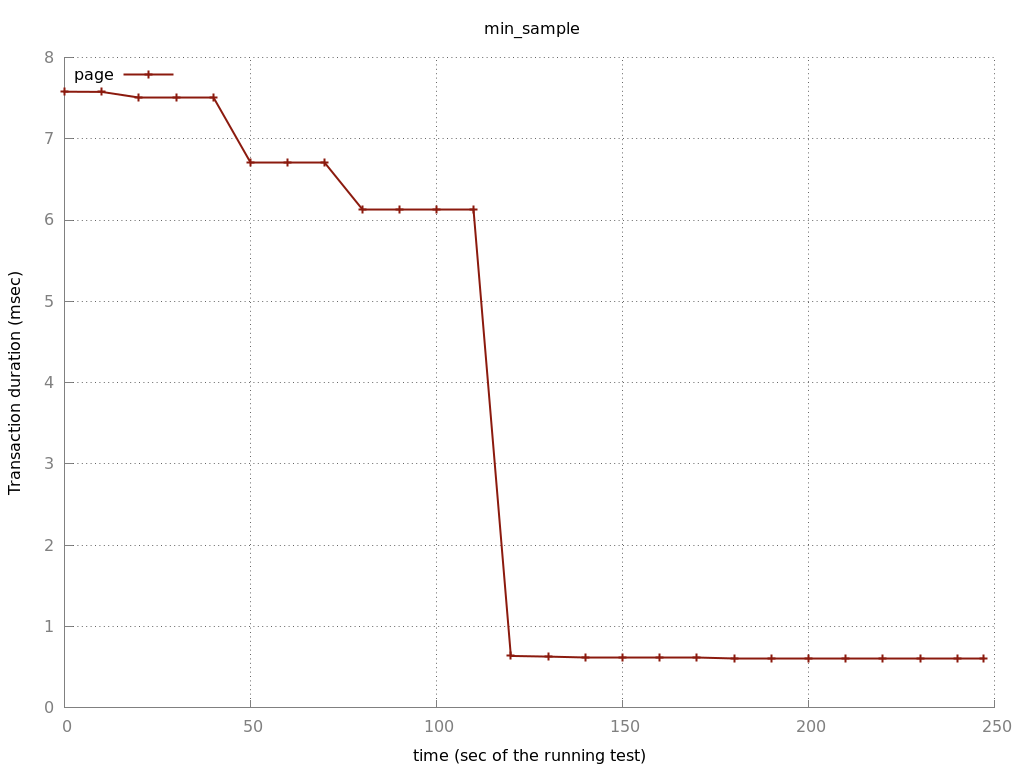 min_sample
page
8
7
6
5
4
3
2
1
0
Transaction duration (msec)
0 50 100 150 200 250
time (sec of the running test)